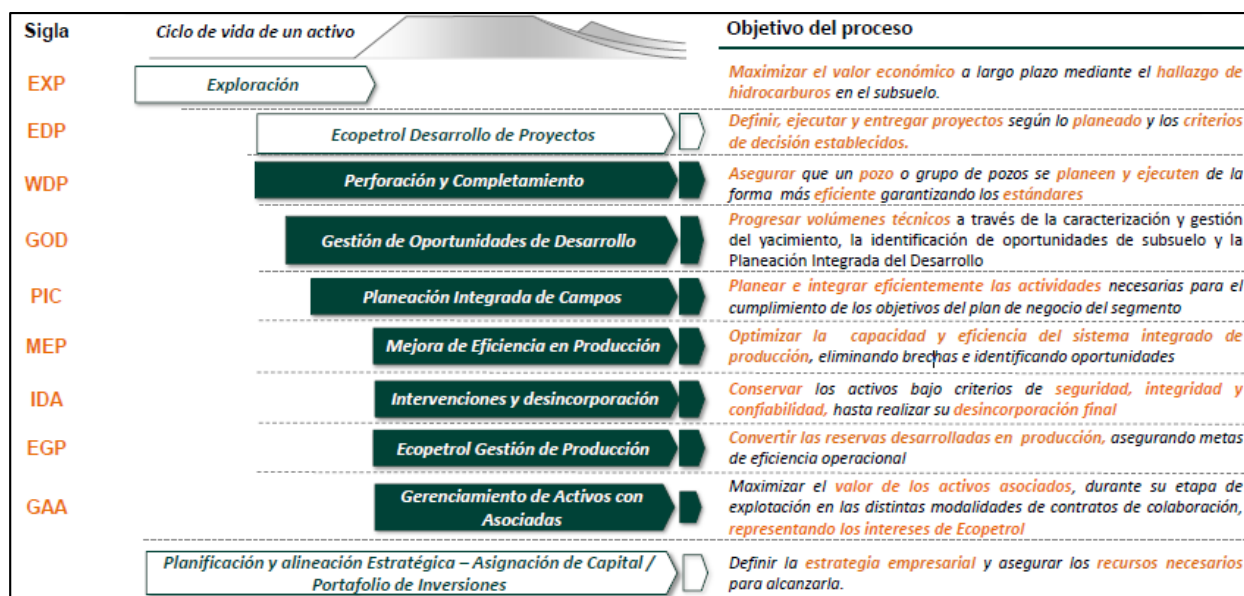 Sigla
Ciclo de vida de un activo
Objetivo del proceso
EXP
Exploración
Maximizar el valor económico a largo plazo mediante el hallazgo de
hidrocarburos en el subsuelo.
EDP
Ecopetrol Desarrollo de Proyectos
Definir, ejecutar y entregar proyectos según lo planeado y los criterios
de decisión establecidos.
WDP
Perforación y Completamiento
Asegurar que un pozo o grupo de pozos se planeen y ejecuten de la
forma más eficiente garantizando los estándares
GOD
Gestión de Oportunidades de Desarrollo
Progresar volúmenes técnicos a través de la caracterización y gestión
del yacimiento, la identificación de oportunidades de subsuelo y la
Planeación Integrada del Desarrollo
PIC
Planeación Integrada de Campos
Planear e integrar eficientemente las actividades necesarias para el
cumplimiento de los objetivos del plan de negocio del segmento
MEP
Mejora de Eficiencia en Producción
Optimizar la capacidad y eficiencia del sistema integrado de
producción, eliminando brechas e identificando oportunidades
IDA
Intervenciones y desincorporación
Conservar los activos bajo criterios de seguridad, integridad y
confiabilidad, hasta realizar su desincorporación final
EGP
Ecopetrol Gestión de Producción
Convertir las reservas desarrolladas en producción, asegurando metas
de eficiencia operacional
GAA
Gerenciamiento de Activos con
Asociadas
Maximizar el valor de los activos asociados, durante su etapa de
explotación en las distintas modalidades de contratos de colaboración,
representando los intereses de Ecopetrol
Planificación y alineación Estratégica – Asignación de Capital /
Portafolio de Inversiones
Definir la estrategia empresarial y asegurar los recursos necesarios
para alcanzarla.